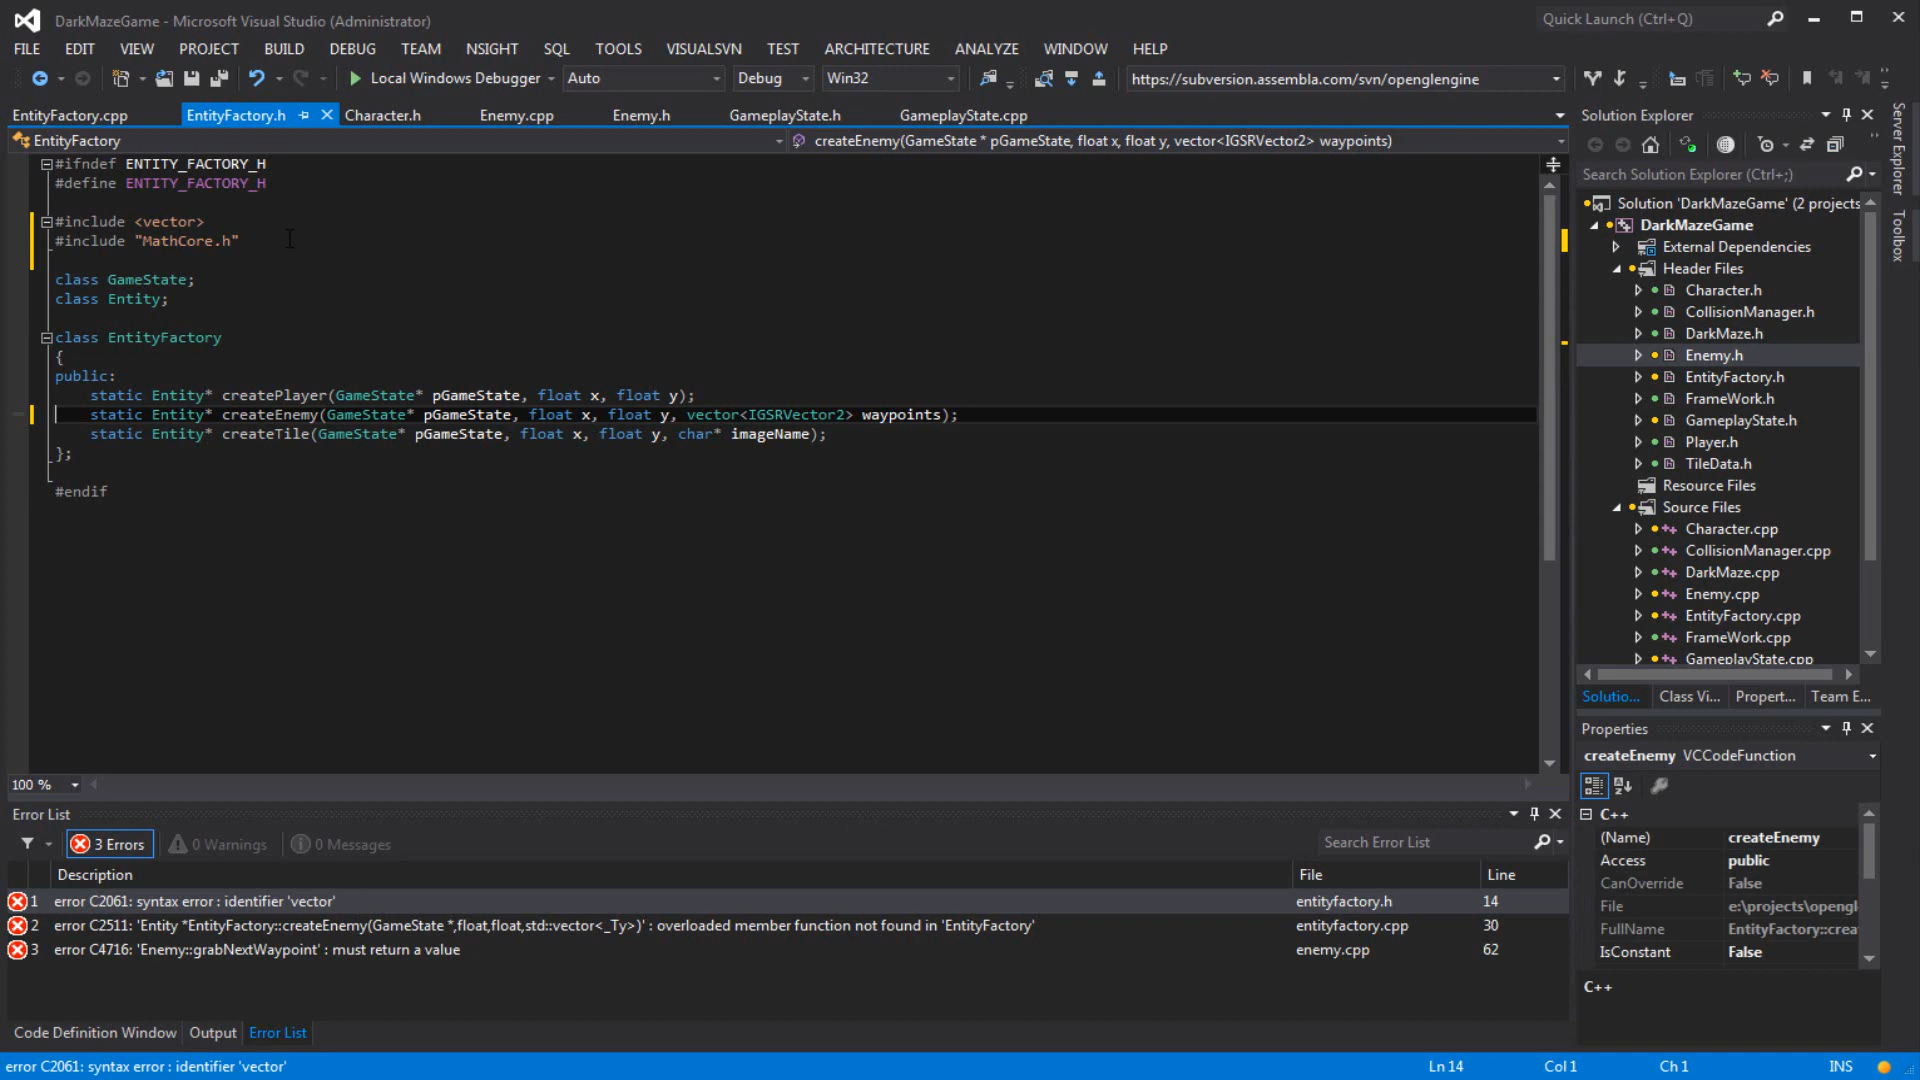 DarkMazeGame - Microsoft Visual Studio (Administrator)
Quick Launch (Ctrl+Q)
FILE EDIT VIEW PROJECT BUILD DEBUG TEAM NSIGHT SQL TOOLS VISUALSVN TEST ARCHITECTURE ANALYZE WINDOW HELP
Local Windows Debugger Auto Debug Win32 https://subversion.assembla.com/svn/openglengine
EntityFactory.cpp EntityFactory.h Character.h Enemy.cpp Enemy.h GameplayState.h GameplayState.cpp
EntityFactory createEnemy(GameState * pGameState, float x, float y, vector<IGSRVector2> waypoints)
#ifndef ENTITY_FACTORY_H
#define ENTITY_FACTORY_H
#include <vector>
#include "MathCore.h"
class GameState;
class Entity;
class EntityFactory
{
public:
static Entity* createPlayer(GameState* pGameState, float x, float y);
static Entity* createEnemy(GameState* pGameState, float x, float y, vector<IGSRVector2> waypoints);
static Entity* createTile(GameState* pGameState, float x, float y, char* imageName);
};
#endif
100 %
Solution Explorer
Search Solution Explorer (Ctrl+;)
Solution 'DarkMazeGame' (2 projects
DarkMazeGame
External Dependencies
Header Files
Character.h
CollisionManager.h
DarkMaze.h
Enemy.h
EntityFactory.h
FrameWork.h
GameplayState.h
Player.h
TileData.h
Resource Files
Source Files
Character.cpp
CollisionManager.cpp
DarkMaze.cpp
Enemy.cpp
EntityFactory.cpp
FrameWork.cpp
GameplayState.cpp
Solutio... Class Vi... Propert... Team E...
Server Explorer
Toolbox
Properties
createEnemy VCCodeFunction
C++
(Name) createEnemy
Access public
CanOverride False
File e:\projects\opengl
FullName EntityFactory::crea
IsConstant False
C++
Error List
3 Errors 0 Warnings 0 Messages Search Error List
Description File Line
1 error C2061: syntax error : identifier 'vector' entityfactory.h 14
2 error C2511: 'Entity *EntityFactory::createEnemy(GameState *,float,float,std::vector<_Ty>)' : overloaded member function not found in 'EntityFactory' entityfactory.cpp 30
3 error C4716: 'Enemy::grabNextWaypoint' : must return a value enemy.cpp 62
Code Definition Window Output Error List
error C2061: syntax error : identifier 'vector' Ln 14 Col 1 Ch 1 INS